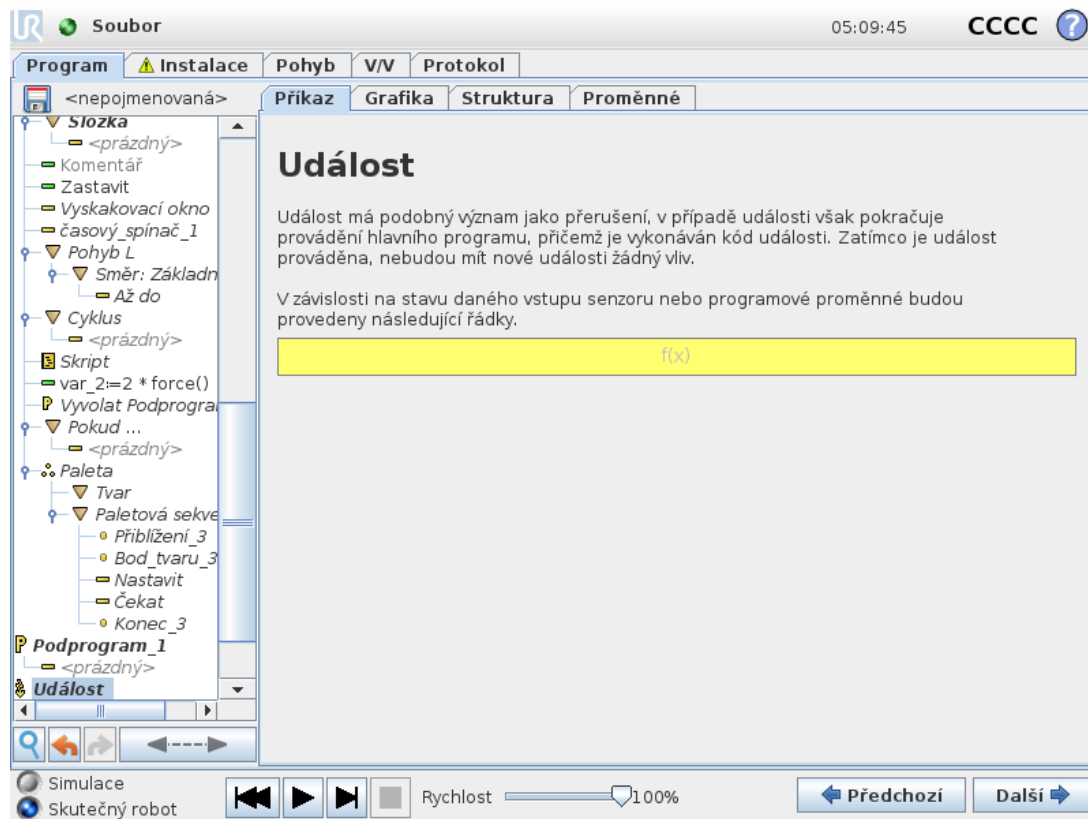 UR Soubor 05:09:45 CCCC ?
Program Instalace Pohyb V/V Protokol
<nepojmenovaná>
Příkaz Grafika Struktura Proměnné
Složka
<prázdný>
Komentář
Zastavit
Vyskakovací okno
časový_spínač_1
Pohyb L
Směr: Základn
Až do
Cyklus
<prázdný>
Skript
var_2≔2 * force()
P Vyvolat Podprogra
Pokud ...
<prázdný>
Paleta
Tvar
Paletová sekve
Přiblížení_3
Bod_tvaru_3
Nastavit
Čekat
Konec_3
P Podprogram_1
<prázdný>
Událost
Událost
Událost má podobný význam jako přerušení, v případě události však pokračuje
provádění hlavního programu, přičemž je vykonáván kód události. Zatímco je událost
prováděna, nebudou mít nové události žádný vliv.
V závislosti na stavu daného vstupu senzoru nebo programové proměnné budou
provedeny následující řádky.
f(x)
Simulace
Skutečný robot
Rychlost 100%
Předchozí Další